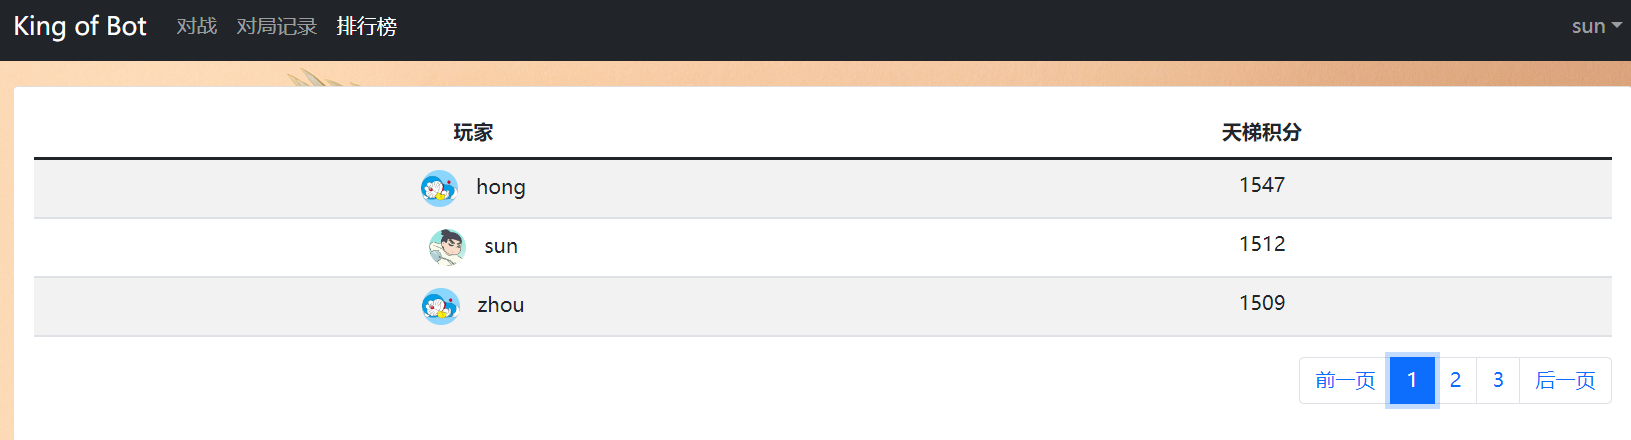 King of Bot 对战 对局记录 排行榜 sun
玩家 天梯积分
hong 1547
sun 1512
zhou 1509
前一页 1 2 3 后一页